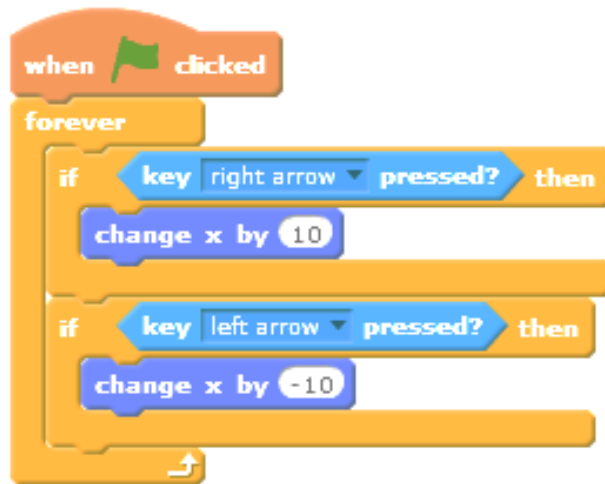 when clicked
forever
if key right arrow pressed? then
change x by 10
if key left arrow pressed? then
change x by -10